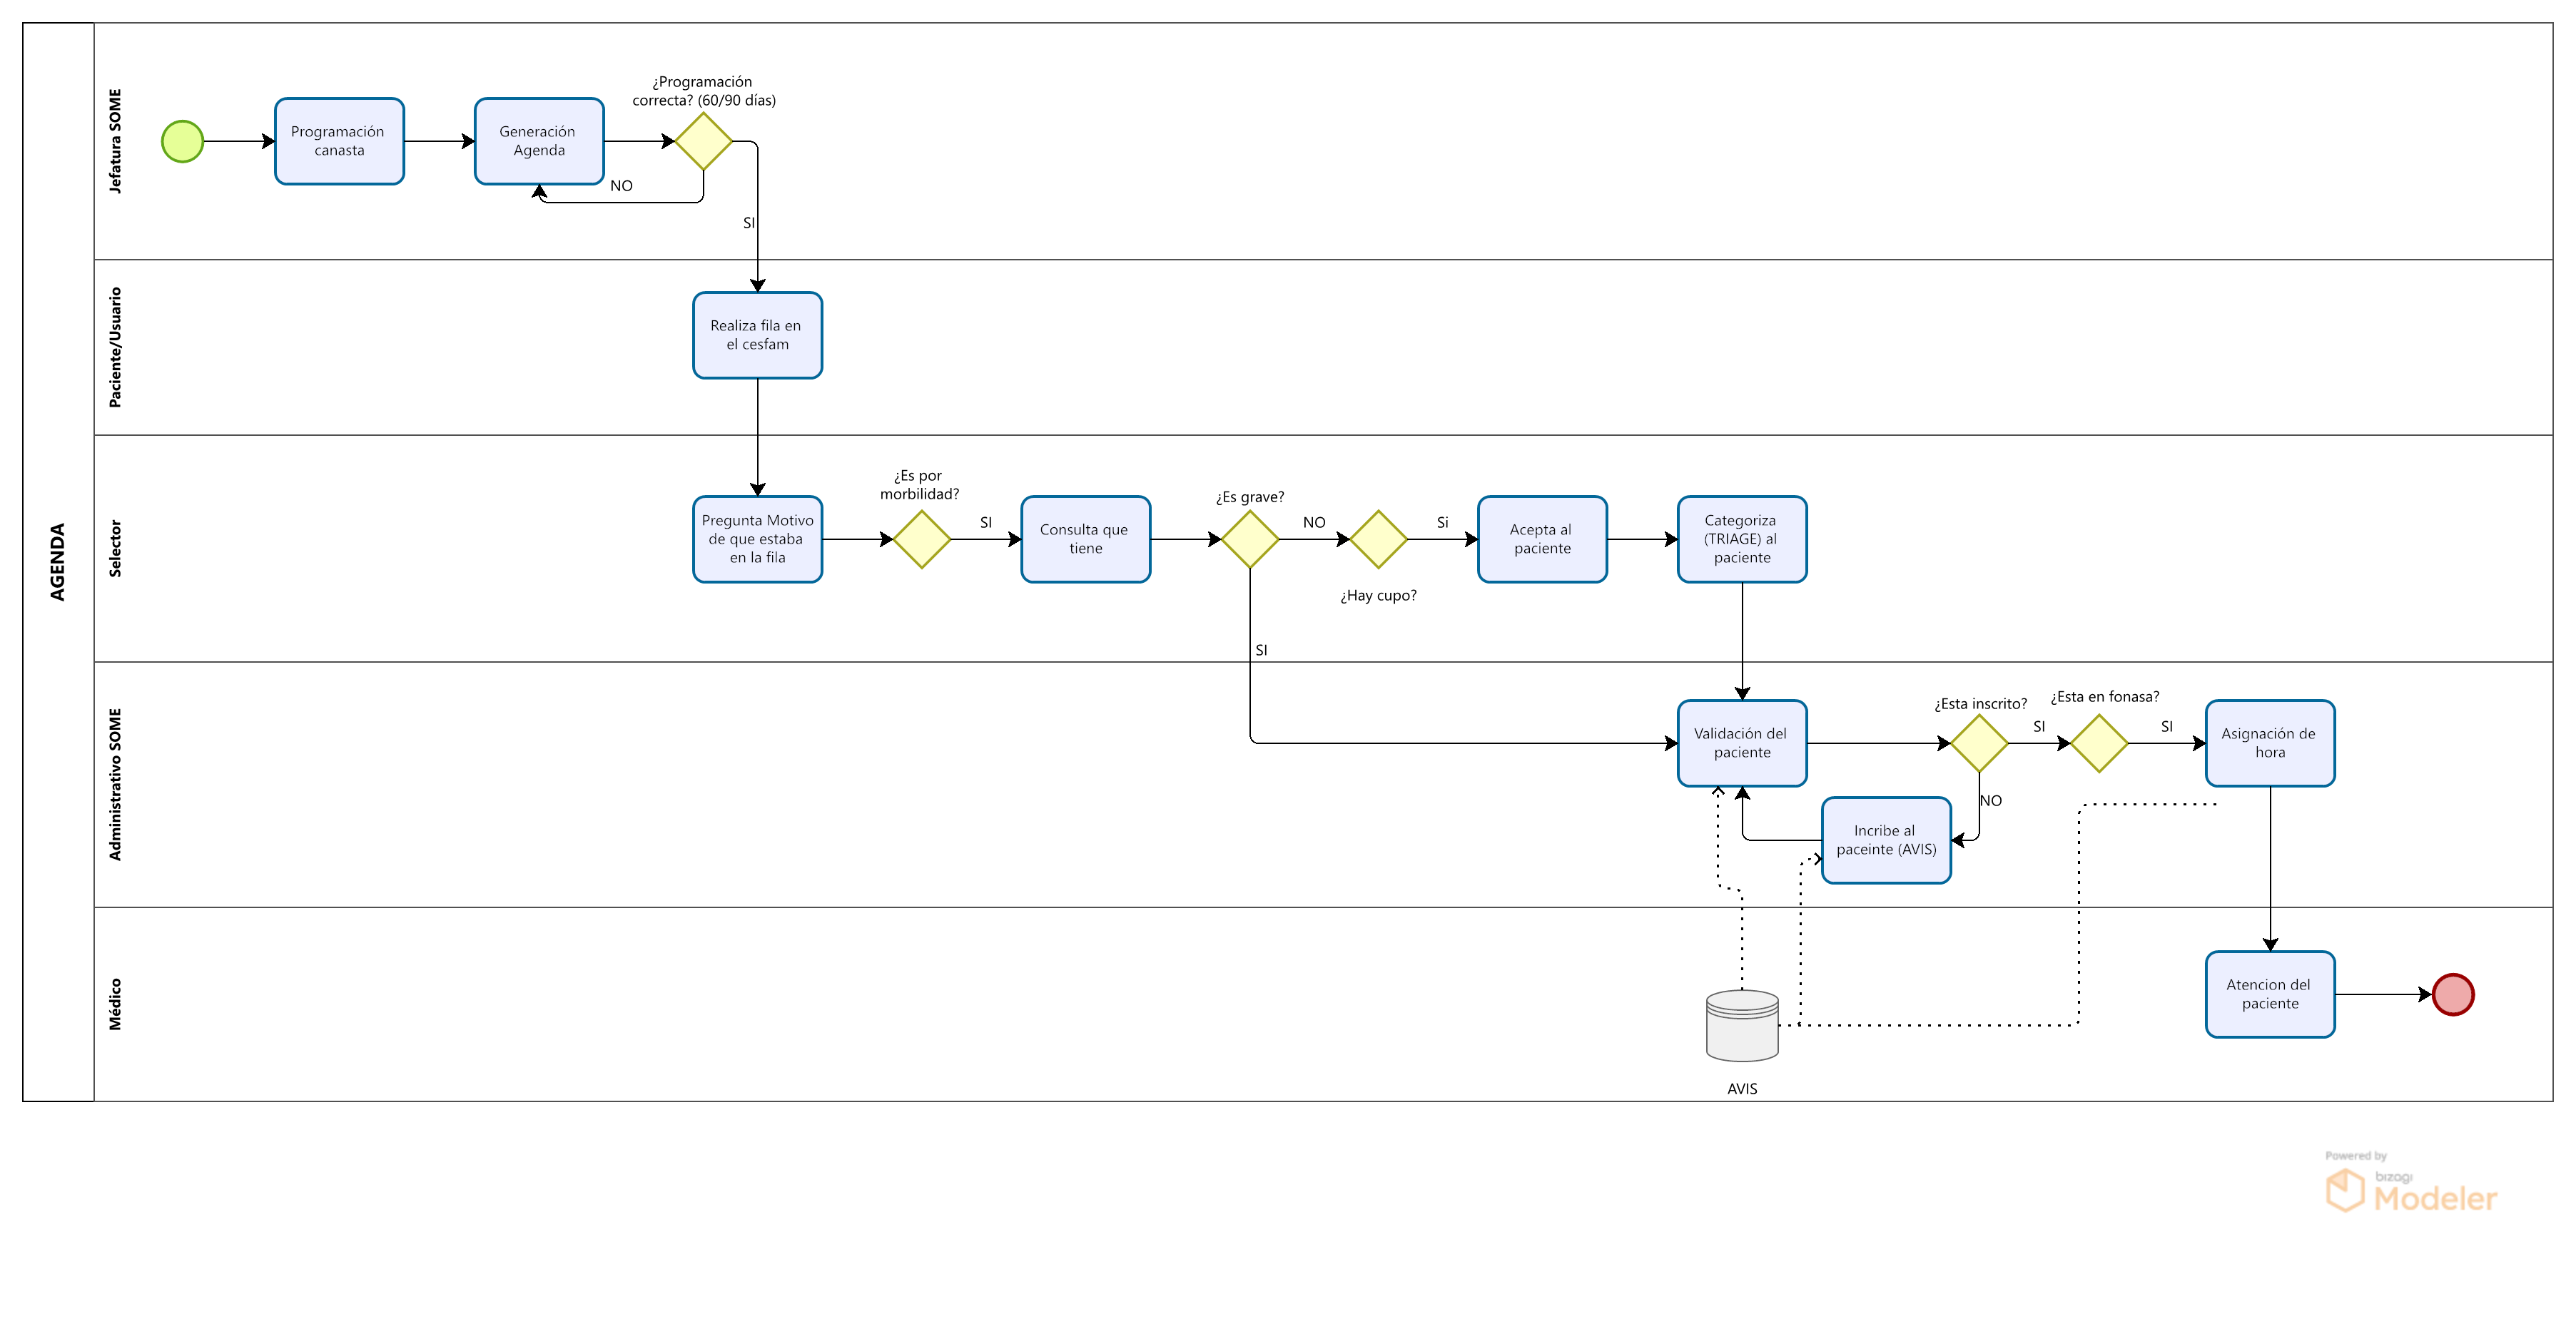 AGENDA
Jefatura SOME
Programación
canasta
Generación
Agenda
¿Programación
correcta? (60/90 días)
NO
SI
Paciente/Usuario
Realiza fila en
el cesfam
Selector
Pregunta Motivo
de que estaba
en la fila
¿Es por
morbilidad?
SI
Consulta que
tiene
¿Es grave?
NO
SI
¿Hay cupo?
Si
Acepta al
paciente
Categoriza
(TRIAGE) al
paciente
Administrativo SOME
Validación del
paciente
¿Esta inscrito?
SI
NO
¿Esta en fonasa?
SI
Asignación de
hora
Incribe al
paceinte (AVIS)
Médico
AVIS
Atencion del
paciente
Powered by
bizagi
Modeler